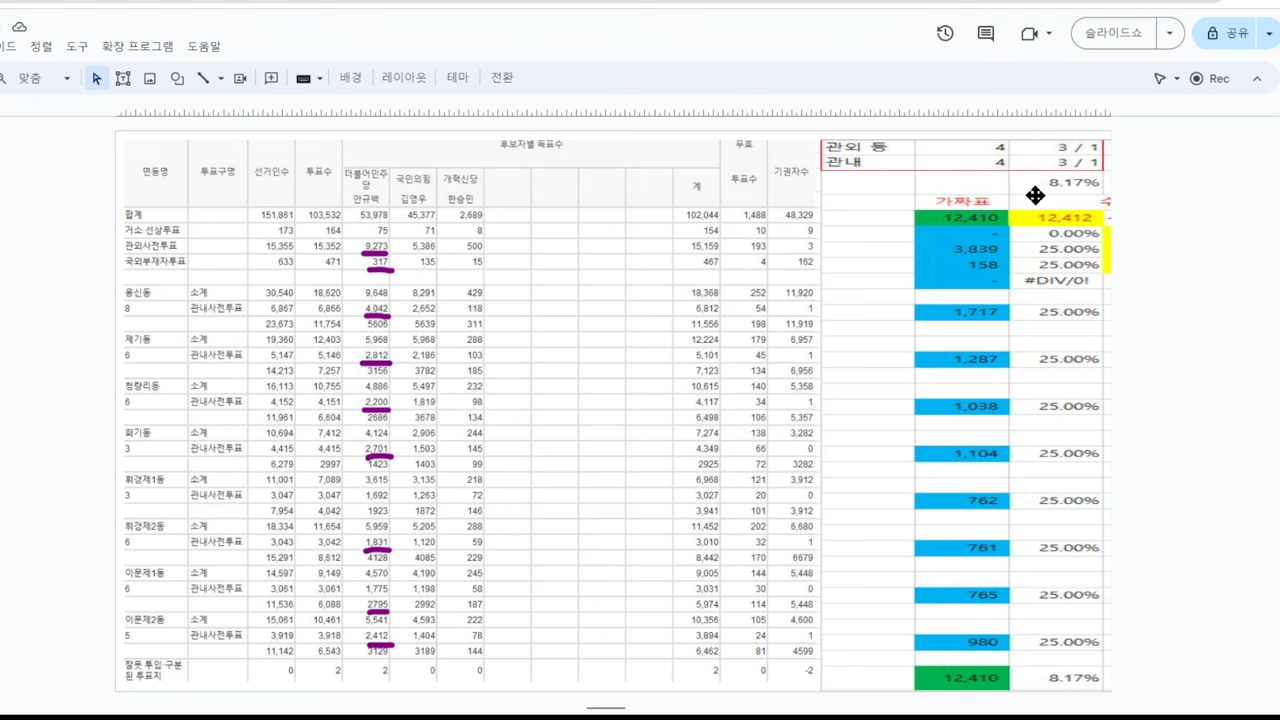 이드 정렬 도구 확장 프로그램 도움말
슬라이드쇼
공유
맞춤
배경 레이아웃 테마 전환
Rec
면동명 투표구명 선거인수 투표수 후보자별 득표수 무효 투표수 기권자수
더불어민주당 안규백 국민의힘 김영우 개혁신당 한승민 계
합계 151,861 103,532 53,978 45,377 2,689 102,044 1,488 48,329
거소·선상투표 173 164 75 71 8 154 10 9
관외사전투표 15,355 15,352 9,273 5,386 500 15,159 193 3
국외부재자투표 633 471 317 135 15 467 4 162
용신동 소계 30,540 18,620 9,648 8,291 429 18,368 252 11,920
8 관내사전투표 6,867 6,866 4,042 2,652 118 6,812 54 1
23,673 11,754 5606 5639 311 11,556 198 11,919
제기동 소계 19,360 12,403 5,968 5,968 288 12,224 179 6,957
6 관내사전투표 5,147 5,146 2,812 2,186 103 5,101 45 1
14,213 7,257 3156 3782 185 7,123 134 6,956
청량리동 소계 16,113 10,755 4,886 5,497 232 10,615 140 5,358
6 관내사전투표 4,152 4,151 2,200 1,819 98 4,117 34 1
11,961 6,604 2686 3678 134 6,498 106 5,357
회기동 소계 10,694 7,412 4,124 2,906 244 7,274 138 3,282
3 관내사전투표 4,415 4,415 2,701 1,503 145 4,349 66 0
6,279 2997 1423 1403 99 2925 72 3282
휘경제1동 소계 11,001 7,089 3,615 3,135 218 6,968 121 3,912
3 관내사전투표 3,047 3,047 1,692 1,263 72 3,027 20 0
7,954 4,042 1923 1872 146 3,941 101 3,912
휘경제2동 소계 18,334 11,654 5,959 5,205 288 11,452 202 6,680
6 관내사전투표 3,043 3,042 1,831 1,120 59 3,010 32 1
15,291 8,612 4128 4085 229 8,442 170 6679
이문제1동 소계 14,597 9,149 4,570 4,190 245 9,005 144 5,448
6 관내사전투표 3,061 3,061 1,775 1,198 58 3,031 30 0
11,536 6,088 2795 2992 187 5,974 114 5,448
이문제2동 소계 15,061 10,461 5,541 4,593 222 10,356 105 4,600
5 관내사전투표 3,919 3,918 2,412 1,404 78 3,894 24 1
11,142 6,543 3129 3189 144 6,462 81 4599
잘못 투입·구분된 투표지 0 2 2 0 0 2 0 -2
관외 등 4 3 / 1
관내 4 3 / 1
8.17%
가짜표
12,410 12,412
- 0.00%
3,839 25.00%
158 25.00%
- #DIV/0!
1,717 25.00%
1,287 25.00%
1,038 25.00%
1,104 25.00%
762 25.00%
761 25.00%
765 25.00%
980 25.00%
12,410 8.17%